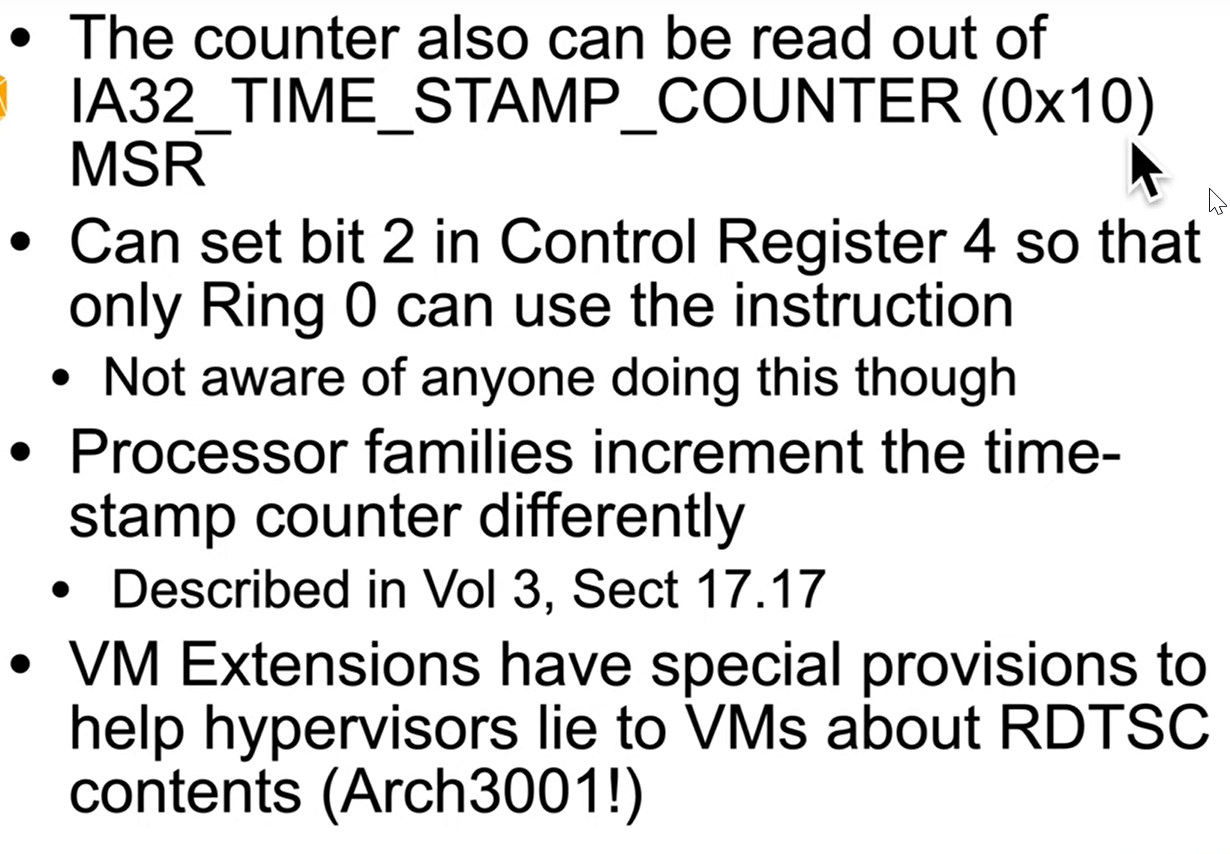 • The counter also can be read out of
IA32_TIME_STAMP_COUNTER (0x10)
MSR
• Can set bit 2 in Control Register 4 so that
only Ring 0 can use the instruction
• Not aware of anyone doing this though
• Processor families increment the time-
stamp counter differently
• Described in Vol 3, Sect 17.17
• VM Extensions have special provisions to
help hypervisors lie to VMs about RDTSC
contents (Arch3001!)